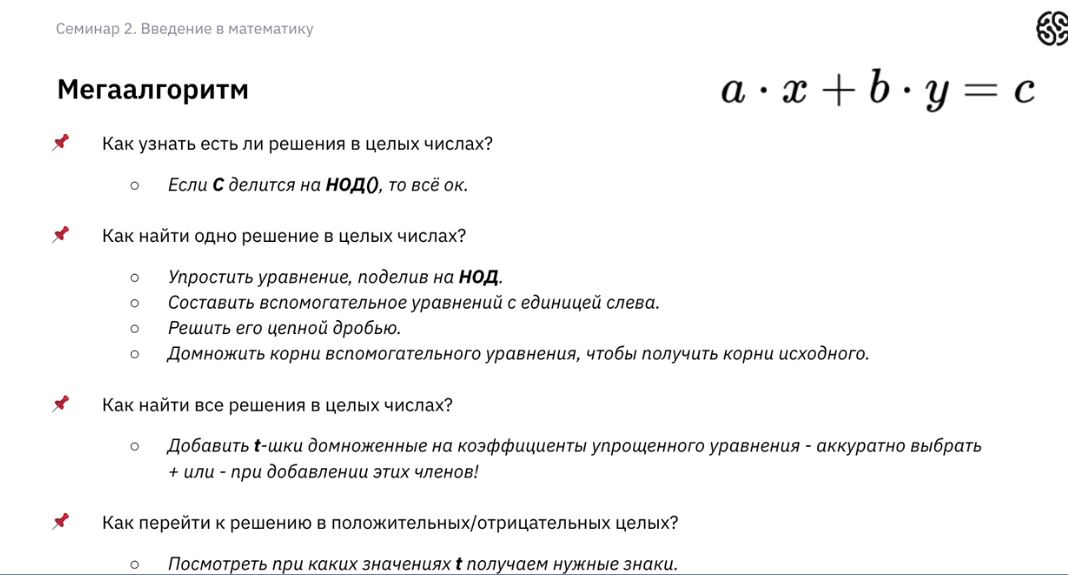 Семинар 2. Введение в математику
Мегаалгоритм
a · x + b · y = c
Как узнать есть ли решения в целых числах?
Если С делится на НОД(), то всё ок.
Как найти одно решение в целых числах?
Упростить уравнение, поделив на НОД.
Составить вспомогательное уравнений с единицей слева.
Решить его цепной дробью.
Домножить корни вспомогательного уравнения, чтобы получить корни исходного.
Как найти все решения в целых числах?
Добавить t-шки домноженные на коэффициенты упрощенного уравнения - аккуратно выбрать
+ или - при добавлении этих членов!
Как перейти к решению в положительных/отрицательных целых?
Посмотреть при каких значениях t получаем нужные знаки.